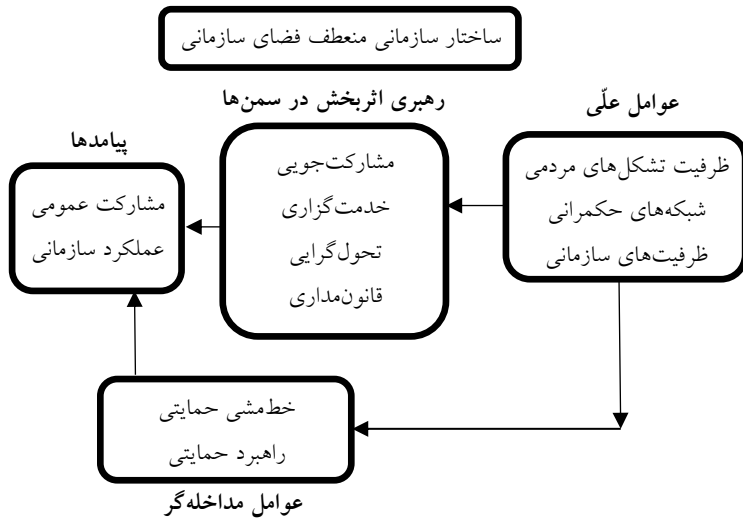 ساختار سازمانی منعطف فضای سازمانی
عوامل علّی
ظرفیت تشکل‌های مردمی
شبکه‌های حکمرانی
ظرفیت‌های سازمانی
رهبری اثربخش در سمن‌ها
مشارکت‌جویی
خدمت‌گزاری
تحول‌گرایی
قانون‌مداری
پیامدها
مشارکت عمومی
عملکرد سازمانی
خط‌مشی حمایتی
راهبرد حمایتی
عوامل مداخله‌گر